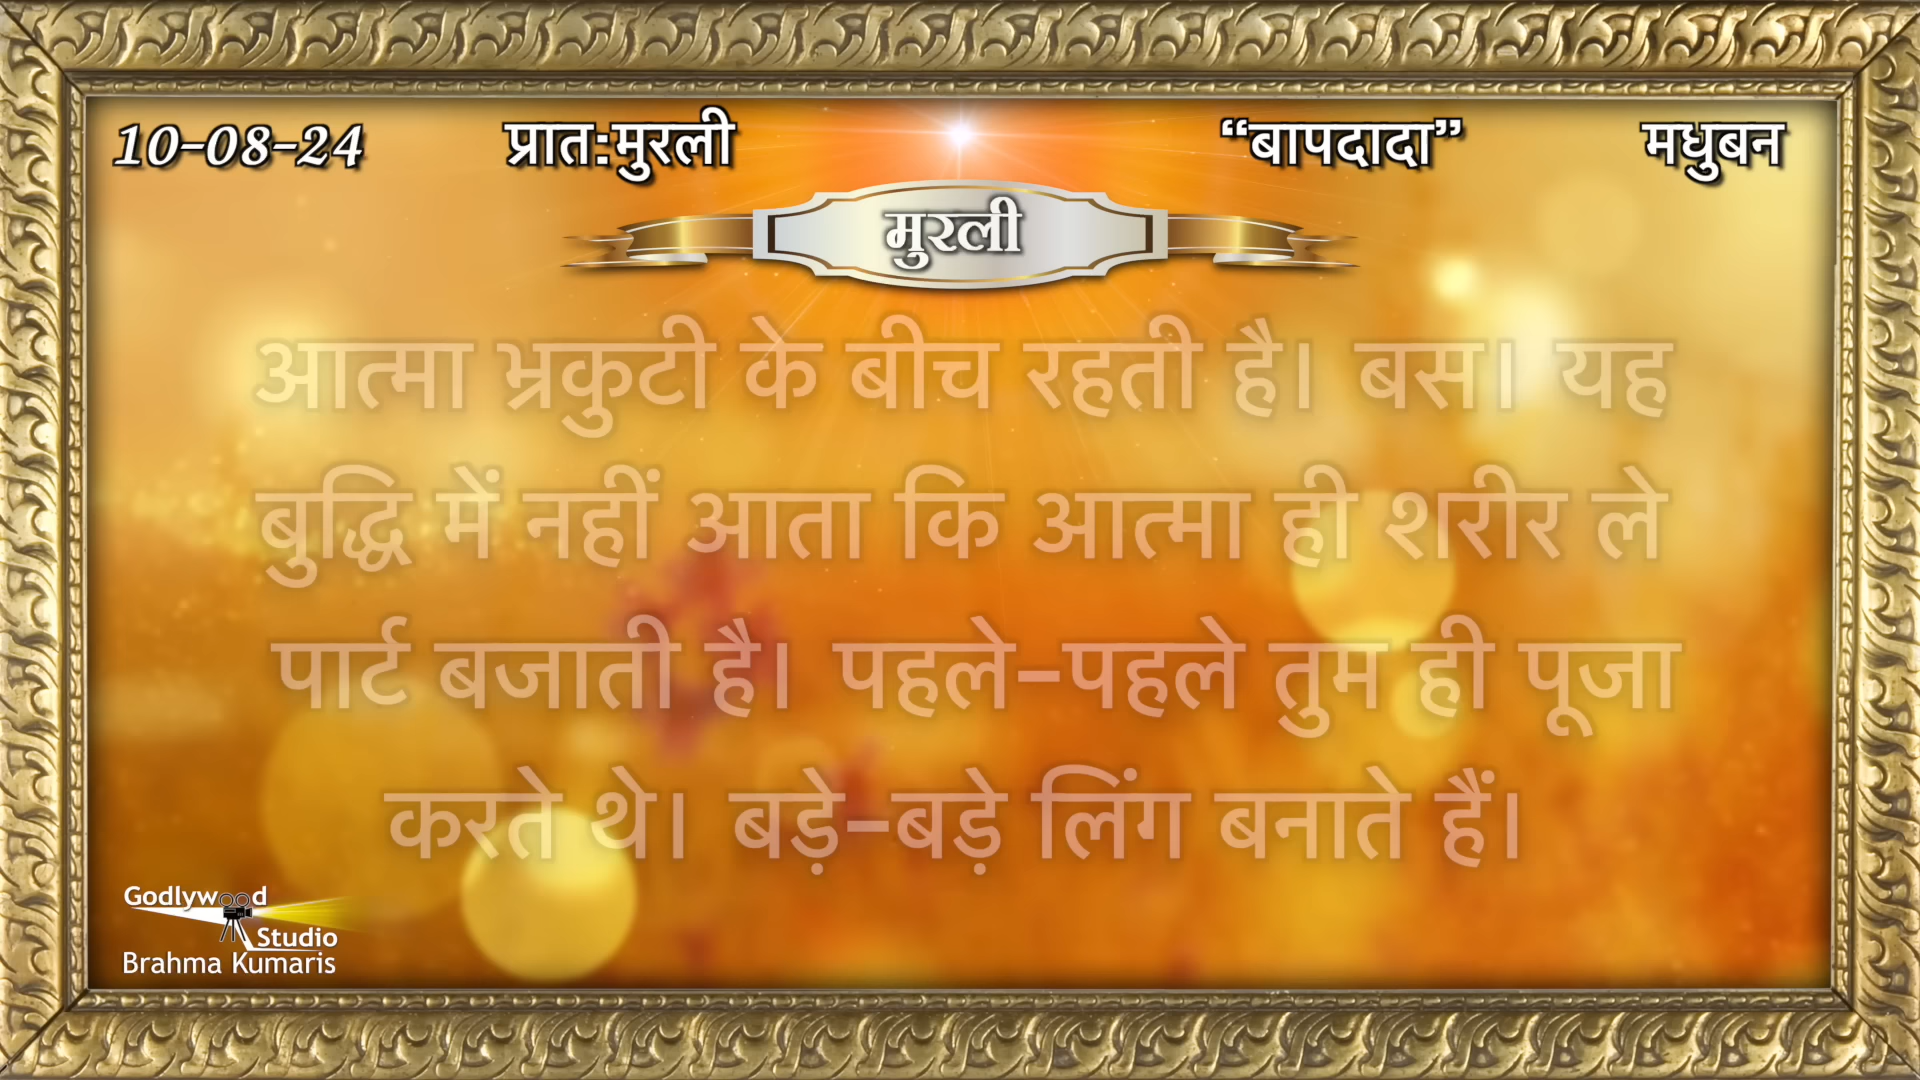 10-08-24 प्रात:मुरली “बापदादा” मधुबन
मुरली
आत्मा भ्रकुटी के बीच रहती है। बस। यह
बुद्धि में नहीं आता कि आत्मा ही शरीर ले
पार्ट बजाती है। पहले-पहले तुम ही पूजा
करते थे। बड़े-बड़े लिंग बनाते हैं।
Godlywood
Studio
Brahma Kumaris